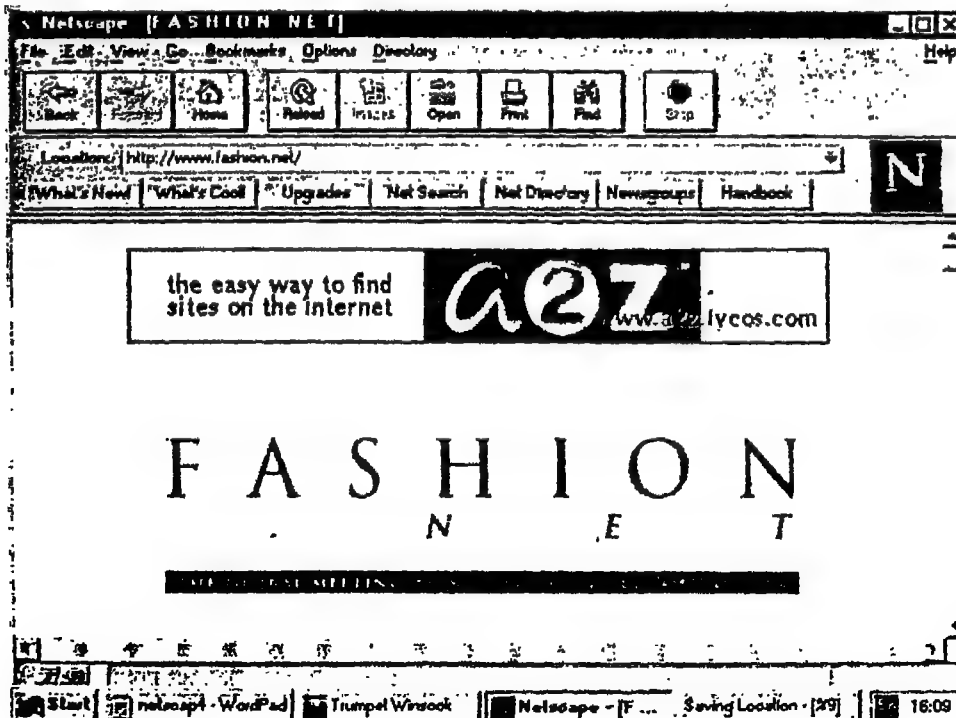 Netscape - [FASHION NET]
File Edit View Go Bookmarks Options Directory Help
Back Forward Home Reload Images Open Print Find Stop
Location: http://www.fashion.net/
What's New! What's Cool! Upgrades Net Search Net Directory Newsgroups Handbook
the easy way to find
sites on the internet
a2z
www.a2z.lycos.com
FASHION
. N E T
Start netscap4 - WordPad Trumpet Winsock Netscape - [F ... Saving Location - 16:09